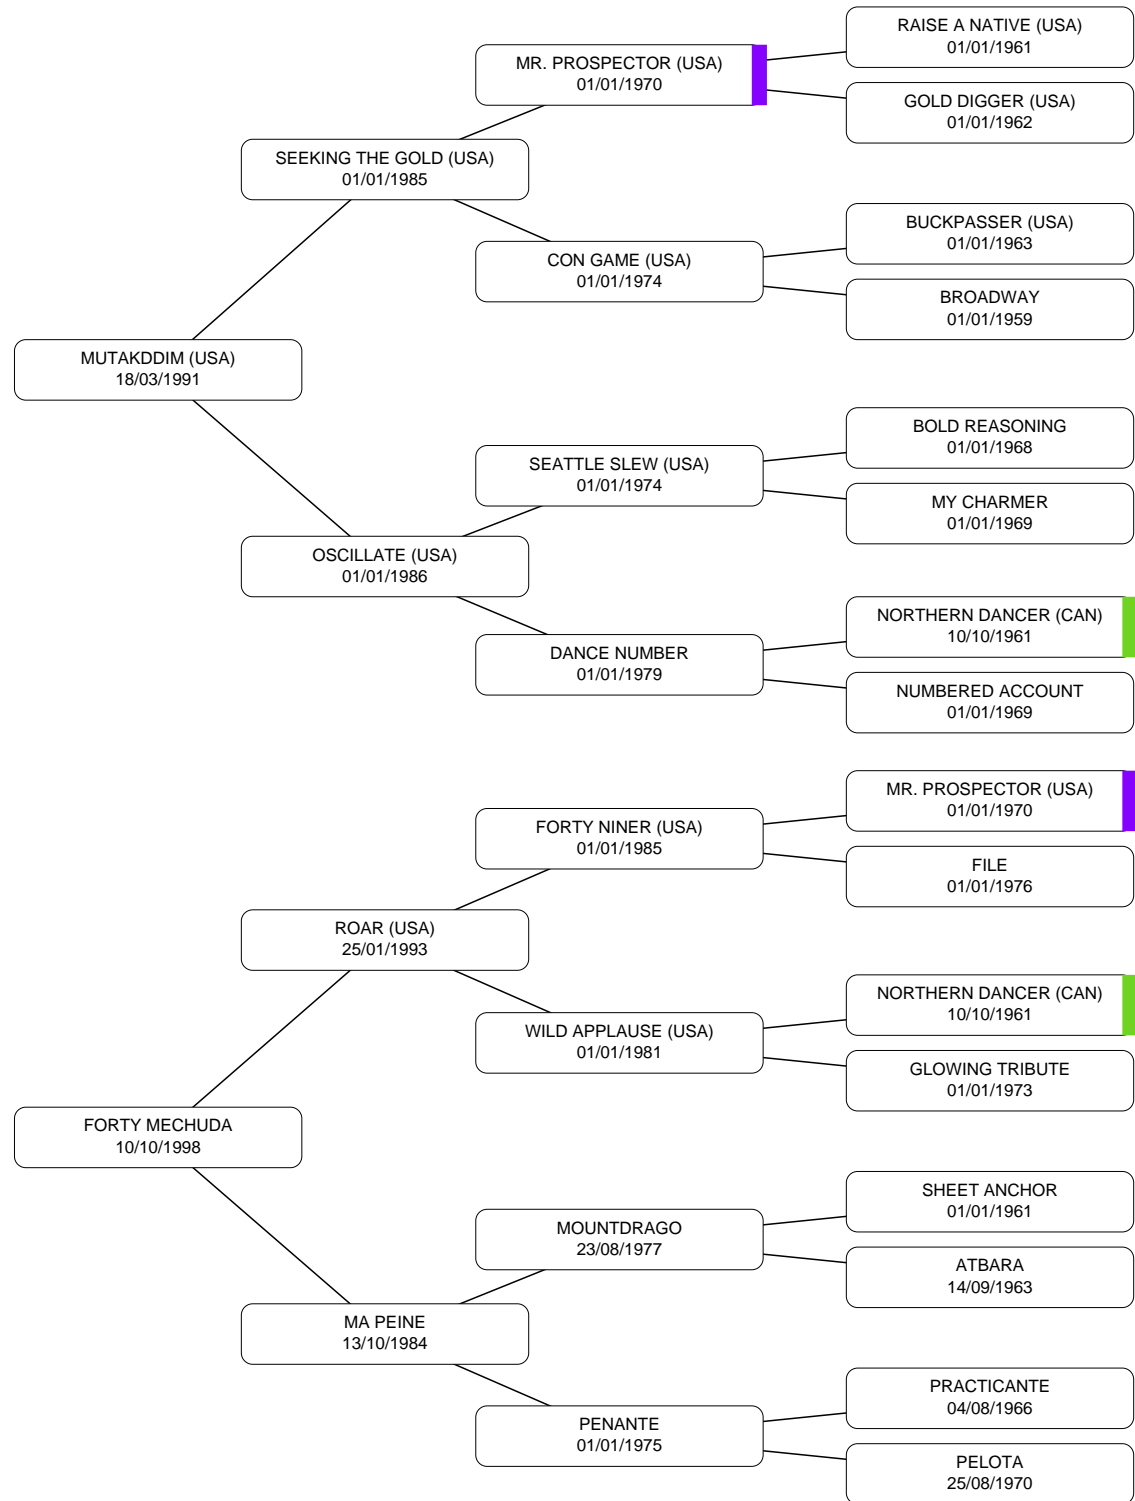 RAISE A NATIVE (USA)
01/01/1961
MR. PROSPECTOR (USA)
01/01/1970
GOLD DIGGER (USA)
01/01/1962
SEEKING THE GOLD (USA)
01/01/1985
BUCKPASSER (USA)
01/01/1963
CON GAME (USA)
01/01/1974
BROADWAY
01/01/1959
MUTAKDDIM (USA)
18/03/1991
BOLD REASONING
01/01/1968
SEATTLE SLEW (USA)
01/01/1974
MY CHARMER
01/01/1969
OSCILLATE (USA)
01/01/1986
NORTHERN DANCER (CAN)
10/10/1961
DANCE NUMBER
01/01/1979
NUMBERED ACCOUNT
01/01/1969
MR. PROSPECTOR (USA)
01/01/1970
FORTY NINER (USA)
01/01/1985
FILE
01/01/1976
ROAR (USA)
25/01/1993
NORTHERN DANCER (CAN)
10/10/1961
WILD APPLAUSE (USA)
01/01/1981
GLOWING TRIBUTE
01/01/1973
FORTY MECHUDA
10/10/1998
SHEET ANCHOR
01/01/1961
MOUNTDRAGO
23/08/1977
ATBARA
14/09/1963
MA PEINE
13/10/1984
PRACTICANTE
04/08/1966
PENANTE
01/01/1975
PELOTA
25/08/1970